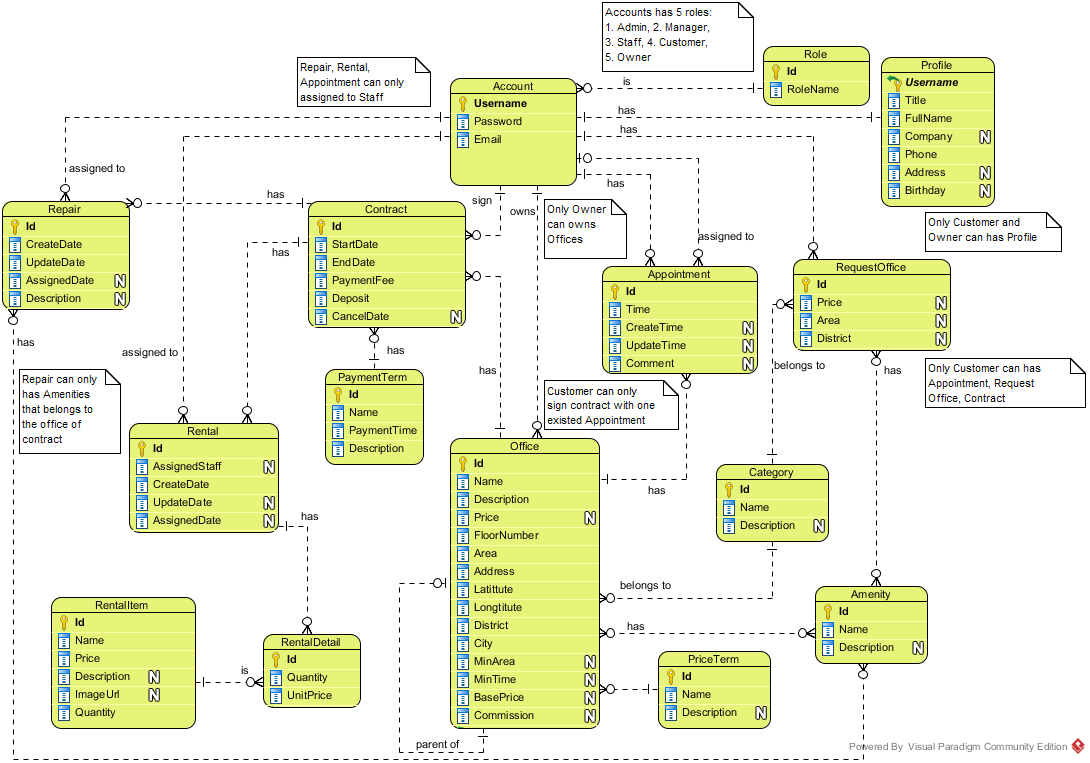 Accounts has 5 roles:
1. Admin, 2. Manager,
3. Staff, 4. Customer,
5. Owner
Repair, Rental,
Appointment can only
assigned to Staff
Account
Username
Password
Email
is
Role
Id
RoleName
has
Profile
Username
Title
FullName
Company N
Phone
Address N
Birthday N
has
has
assigned to
has
sign
owns
assigned to
Only Owner
can owns
Offices
Only Customer and
Owner can has Profile
Repair
Id
CreateDate
UpdateDate
AssignedDate N
Description N
has
has
Contract
Id
StartDate
EndDate
PaymentFee
Deposit
CancelDate N
has
Appointment
Id
Time
CreateTime N
UpdateTime N
Comment N
RequestOffice
Id
Price N
Area N
District N
assigned to
has
belongs to
has
Only Customer can has
Appointment, Request
Office, Contract
Repair can only
has Amenities
that belongs to
the office of
contract
PaymentTerm
Id
Name
PaymentTime
Description
Customer can only
sign contract with one
existed Appointment
Rental
Id
AssignedStaff N
CreateDate
UpdateDate N
AssignedDate N
has
Office
Id
Name
Description
Price N
FloorNumber
Area
Address
Latittute
Longtitute
District
City
MinArea N
MinTime N
BasePrice N
Commission N
has
Category
Id
Name
Description N
belongs to
has
Amenity
Id
Name
Description N
RentalItem
Id
Name
Price
Description N
ImageUrl N
Quantity
is
RentalDetail
Id
Quantity
UnitPrice
PriceTerm
Id
Name
Description N
parent of
Powered By Visual Paradigm Community Edition